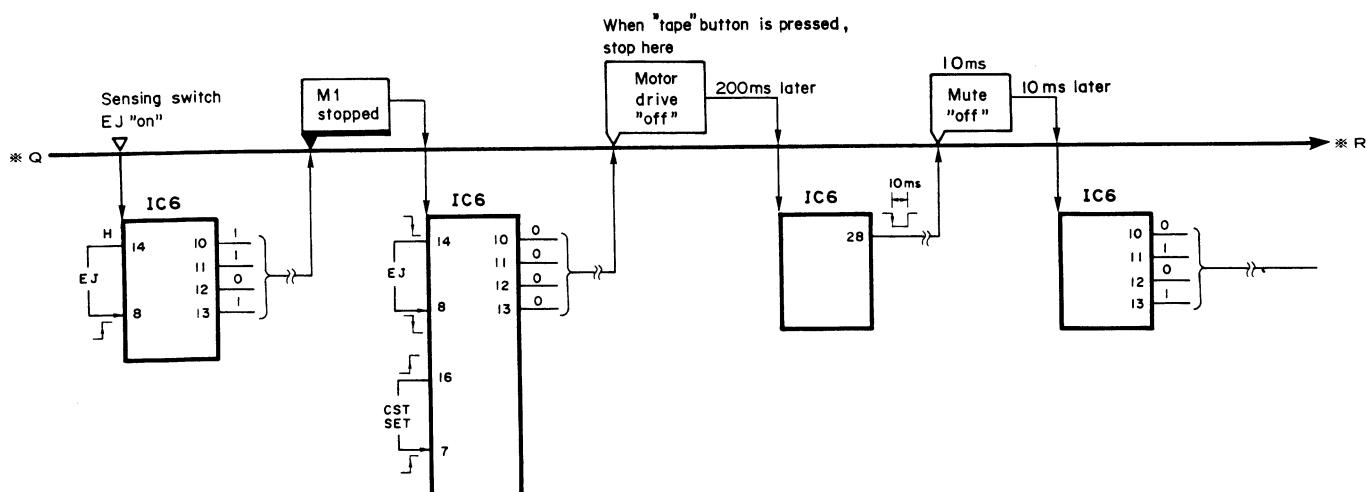 When "tape" button is pressed,
stop here
Sensing switch
EJ "on"
M1
stopped
Motor
drive
"off"
200ms later
10ms
Mute
"off"
10ms later
※ Q
※ R
IC6
H
14
EJ
8
10
1
11
1
12
0
13
1
IC6
14
EJ
8
16
CST
SET
7
10
0
11
0
12
0
13
0
IC6
28
10ms
IC6
10
0
11
1
12
0
13
1